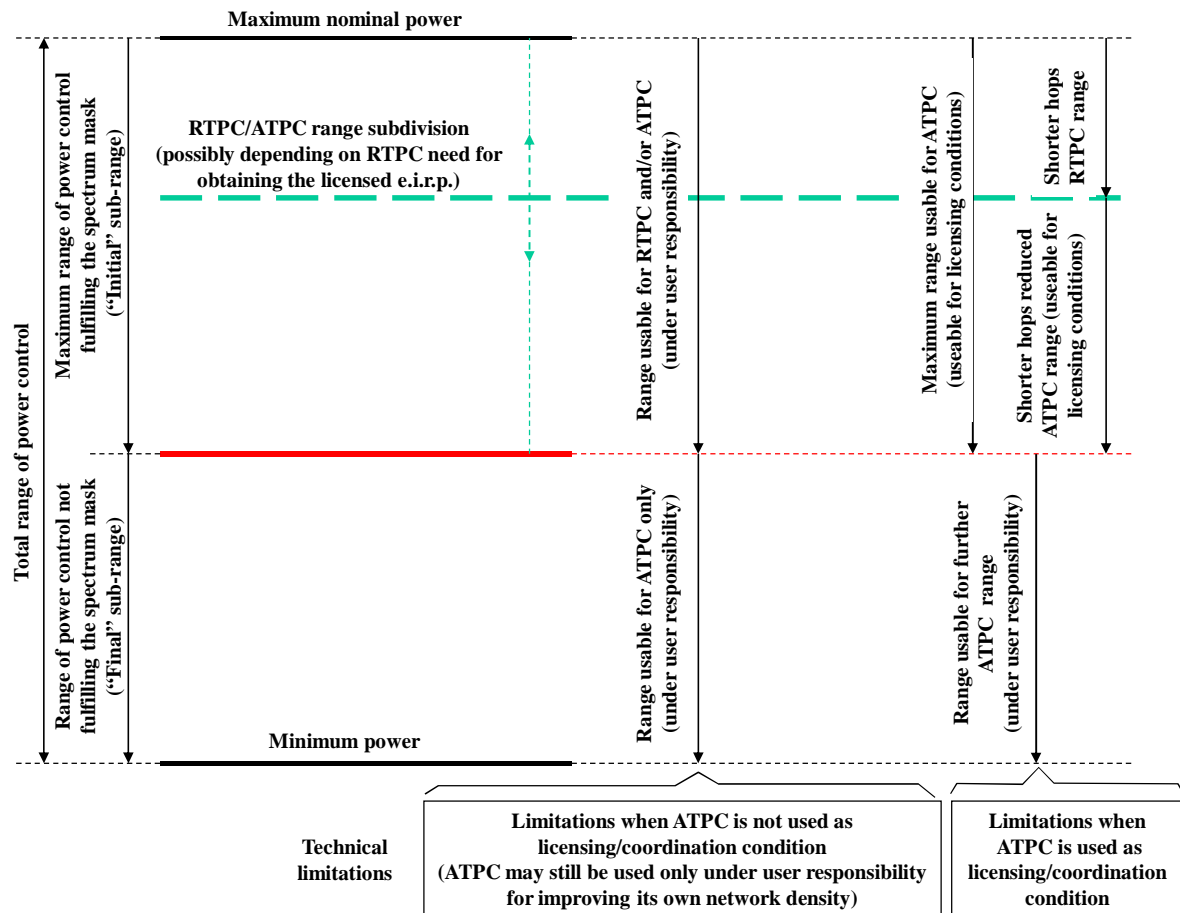 Maximum nominal power
Total range of power control
Maximum range of power control
fulfilling the spectrum mask
(“Initial” sub-range)
RTPC/ATPC range subdivision
(possibly depending on RTPC need for
obtaining the licensed e.i.r.p.)
Range usable for RTPC and/or ATPC
(under user responsibility)
Maximum range usable for ATPC
(useable for licensing conditions)
Shorter hops
RTPC range
Shorter hops reduced
ATPC range (useable for
licensing conditions)
Range of power control not
fulfilling the spectrum mask
(“Final” sub-range)
Range usable for ATPC only
(under user responsibility)
Range usable for further
ATPC range
(under user responsibility)
Minimum power
Technical
limitations
Limitations when ATPC is not used as
licensing/coordination condition
(ATPC may still be used only under user responsibility
for improving its own network density)
Limitations when
ATPC is used as
licensing/coordination
condition